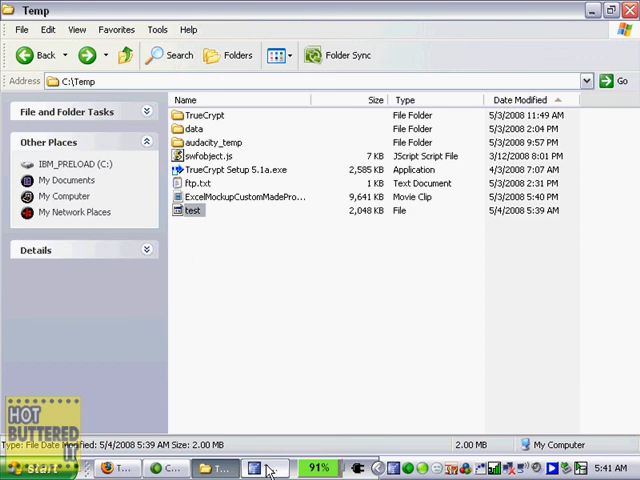 Temp
File Edit View Favorites Tools Help
Back Search Folders Folder Sync
Address C:\Temp Go
File and Folder Tasks
Other Places
IBM_PRELOAD (C:)
My Documents
My Computer
My Network Places
Details
Name Size Type Date Modified
TrueCrypt File Folder 5/3/2008 11:49 AM
data File Folder 5/3/2008 2:04 PM
audacity_temp File Folder 5/3/2008 9:57 PM
swfobject.js 7 KB JScript Script File 3/12/2008 8:01 PM
TrueCrypt Setup 5.1a.exe 2,585 KB Application 4/3/2008 7:07 AM
ftp.txt 1 KB Text Document 5/3/2008 2:31 PM
ExcelMockupCustomMadePro... 9,641 KB Movie Clip 5/3/2008 5:40 PM
test 2,048 KB File 5/4/2008 5:39 AM
HOT
BUTTERED
IT
Type: File Date Modified: 5/4/2008 5:39 AM Size: 2.00 MB 2.00 MB My Computer
Start T... C... T... 91% 5:41 AM